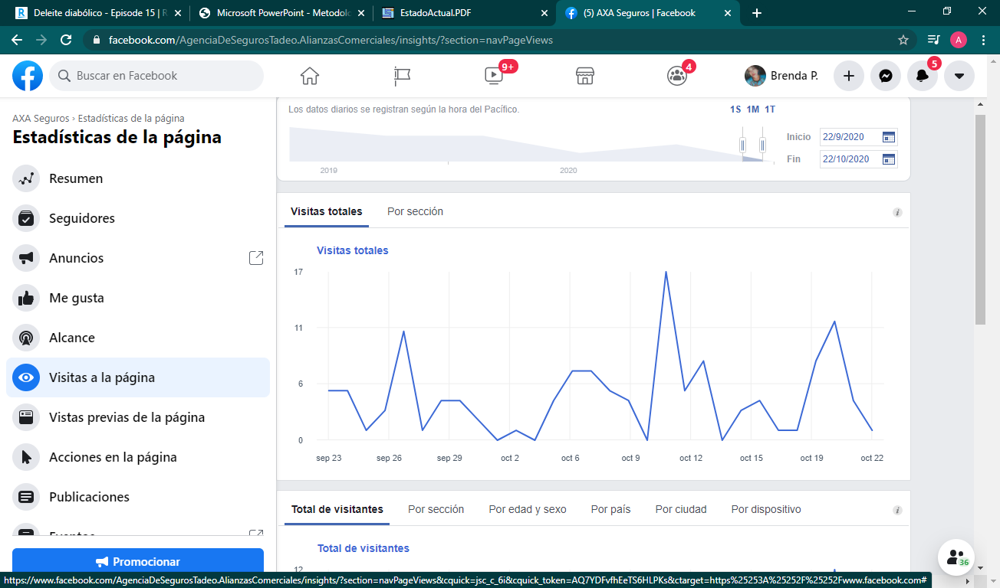 Deleite diabólico - Episode 15 | R
Microsoft PowerPoint - Metodolo
EstadoActual.PDF
(5) AXA Seguros | Facebook
facebook.com/AgenciaDeSegurosTadeo.AlianzasComerciales/insights/?section=navPageViews
A
Buscar en Facebook
9+
4
Brenda P.
5
AXA Seguros › Estadísticas de la página
Estadísticas de la página
Resumen
Seguidores
Anuncios
Me gusta
Alcance
Visitas a la página
Vistas previas de la página
Acciones en la página
Publicaciones
Eventos
Promocionar
Los datos diarios se registran según la hora del Pacífico.
1S 1M 1T
Inicio 22/9/2020
Fin 22/10/2020
2019 2020
Visitas totales Por sección
Visitas totales
17
11
6
0
sep 23 sep 26 sep 29 oct 2 oct 6 oct 9 oct 12 oct 15 oct 19 oct 22
Total de visitantes Por sección Por edad y sexo Por país Por ciudad Por dispositivo
Total de visitantes
12
36
https://www.facebook.com/AgenciaDeSegurosTadeo.AlianzasComerciales/insights/?section=navPageViews&cquick=jsc_c_6i&cquick_token=AQ7YDFvfhEeTS6HLPKs&ctarget=https%25253A%25252F%25252Fwww.facebook.com#